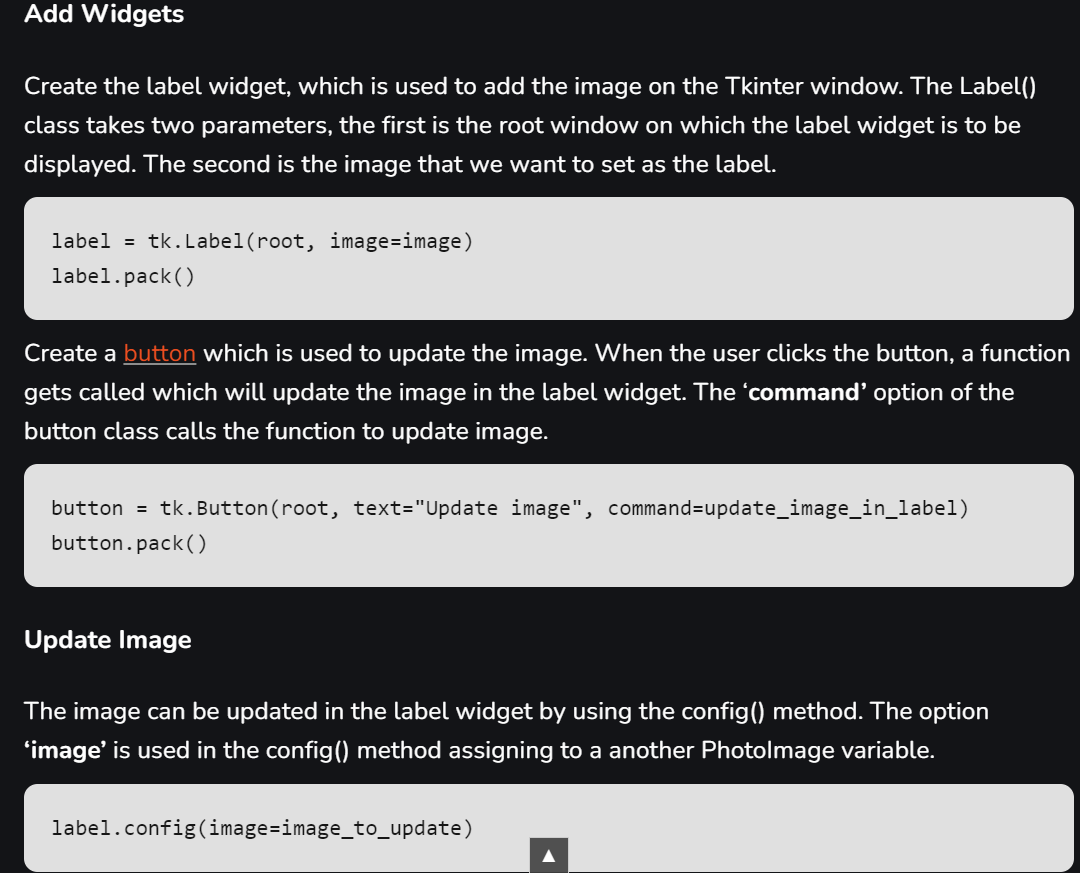 Add Widgets
Create the label widget, which is used to add the image on the Tkinter window. The Label()
class takes two parameters, the first is the root window on which the label widget is to be
displayed. The second is the image that we want to set as the label.
label = tk.Label(root, image=image)
label.pack()
Create a button which is used to update the image. When the user clicks the button, a function
gets called which will update the image in the label widget. The ‘command’ option of the
button class calls the function to update image.
button = tk.Button(root, text="Update image", command=update_image_in_label)
button.pack()
Update Image
The image can be updated in the label widget by using the config() method. The option
‘image’ is used in the config() method assigning to a another PhotoImage variable.
label.config(image=image_to_update)